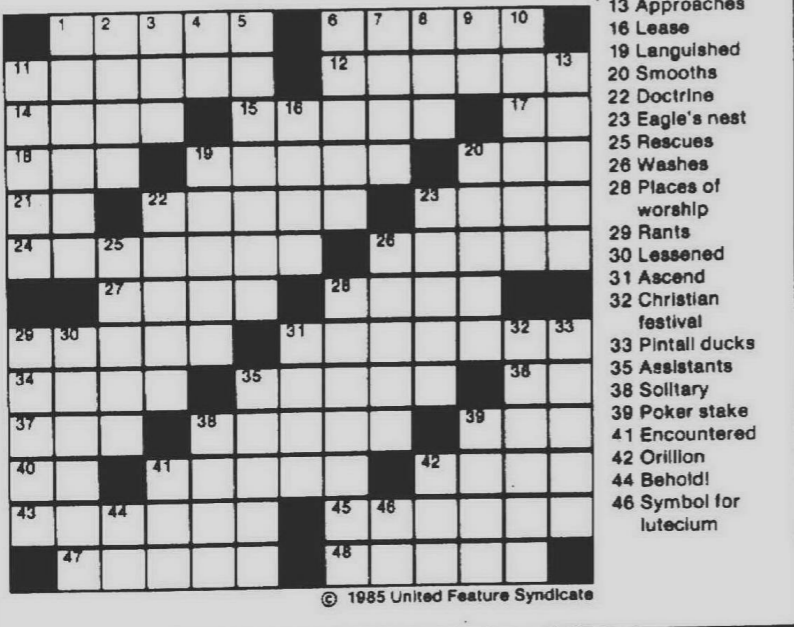 1 2 3 4 5 6 7 8 9 10
11 12 13
14 15 16 17
18 19 20
21 22 23
24 25 26
27 28
29 30 31 32 33
34 35 36
37 38 39
40 41 42
43 44 45 46
47 48
© 1985 United Feature Syndicate
13 Approaches
16 Lease
19 Languished
20 Smooths
22 Doctrine
23 Eagle's nest
25 Rescues
26 Washes
28 Places of
worship
29 Rants
30 Lessened
31 Ascend
32 Christian
festival
33 Pintail ducks
35 Assistants
38 Solitary
39 Poker stake
41 Encountered
42 Orillion
44 Behold!
46 Symbol for
lutecium